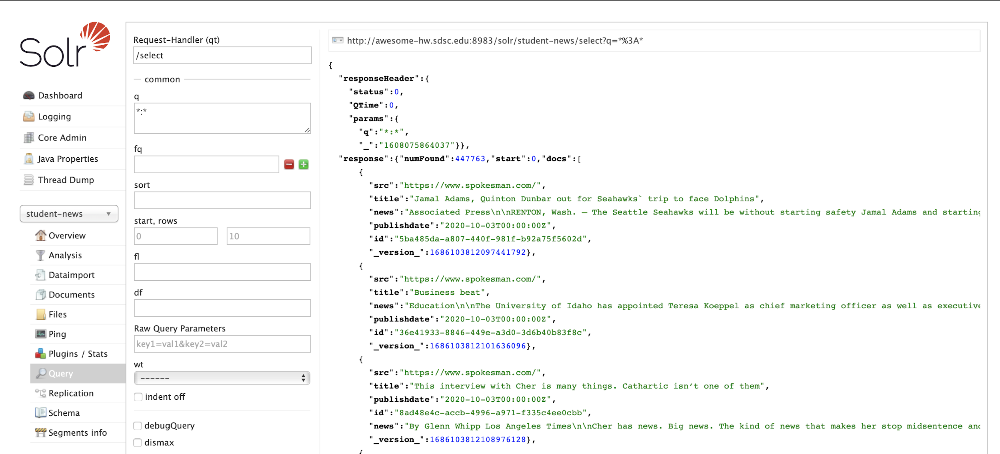 Solr
Dashboard
Logging
Core Admin
Java Properties
Thread Dump
student-news
Overview
Analysis
Dataimport
Documents
Files
Ping
Plugins / Stats
Query
Replication
Schema
Segments info
Request-Handler (qt)
/select
common
q
*:*
fq
sort
start, rows
0 10
fl
df
Raw Query Parameters
key1=val1&key2=val2
wt
------
indent off
debugQuery
dismax
http://awesome-hw.sdsc.edu:8983/solr/student-news/select?q=*%3A*
{
"responseHeader":{
"status":0,
"QTime":0,
"params":{
"q":"*:*",
"_":"1608075864037"}},
"response":{"numFound":447763,"start":0,"docs":[
{
"src":"https://www.spokesman.com/",
"title":"Jamal Adams, Quinton Dunbar out for Seahawks` trip to face Dolphins",
"news":"Associated Press\n\nRENTON, Wash. — The Seattle Seahawks will be without starting safety Jamal Adams and starting
"publishdate":"2020-10-03T00:00:00Z",
"id":"5ba485da-a807-440f-981f-b92a75f5602d",
"_version_":1686103812097441792},
{
"src":"https://www.spokesman.com/",
"title":"Business beat",
"news":"Education\n\nThe University of Idaho has appointed Teresa Koeppel as chief marketing officer as well as executive
"publishdate":"2020-10-03T00:00:00Z",
"id":"36e41933-8846-449e-a3d0-3d6b40b83f8c",
"_version_":1686103812101636096},
{
"src":"https://www.spokesman.com/",
"title":"This interview with Cher is many things. Cathartic isn’t one of them",
"publishdate":"2020-10-03T00:00:00Z",
"id":"8ad48e4c-accb-4996-a971-f335c4ee0cbb",
"news":"By Glenn Whipp Los Angeles Times\n\nCher has news. Big news. The kind of news that makes her stop midsentence and
"_version_":1686103812108976128},
{